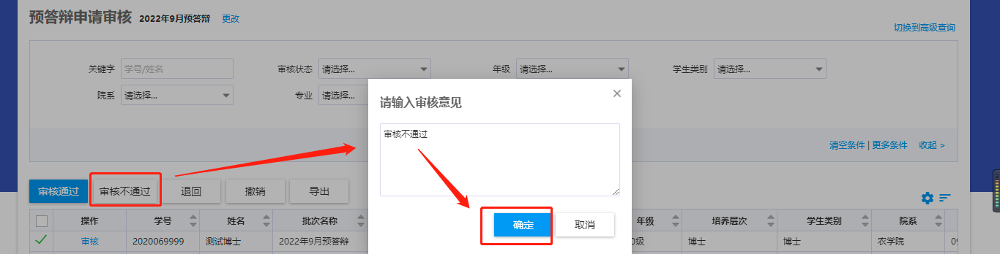 预答辩申请审核 2022年9月预答辩 更改
切换到高级查询
关键字 学号/姓名 审核状态 请选择... 年级 请选择... 学生类别 请选择...
院系 请选择... 专业 请选择...
请输入审核意见
审核不通过
清空条件 | 更多条件 收起 >
审核通过 审核不通过 退回 撤销 导出
确定 取消
操作 学号 姓名 批次名称 年级 培养层次 学生类别 院系
审核 2020069999 测试博士 2022年9月预答辩 级 博士 博士 农学院